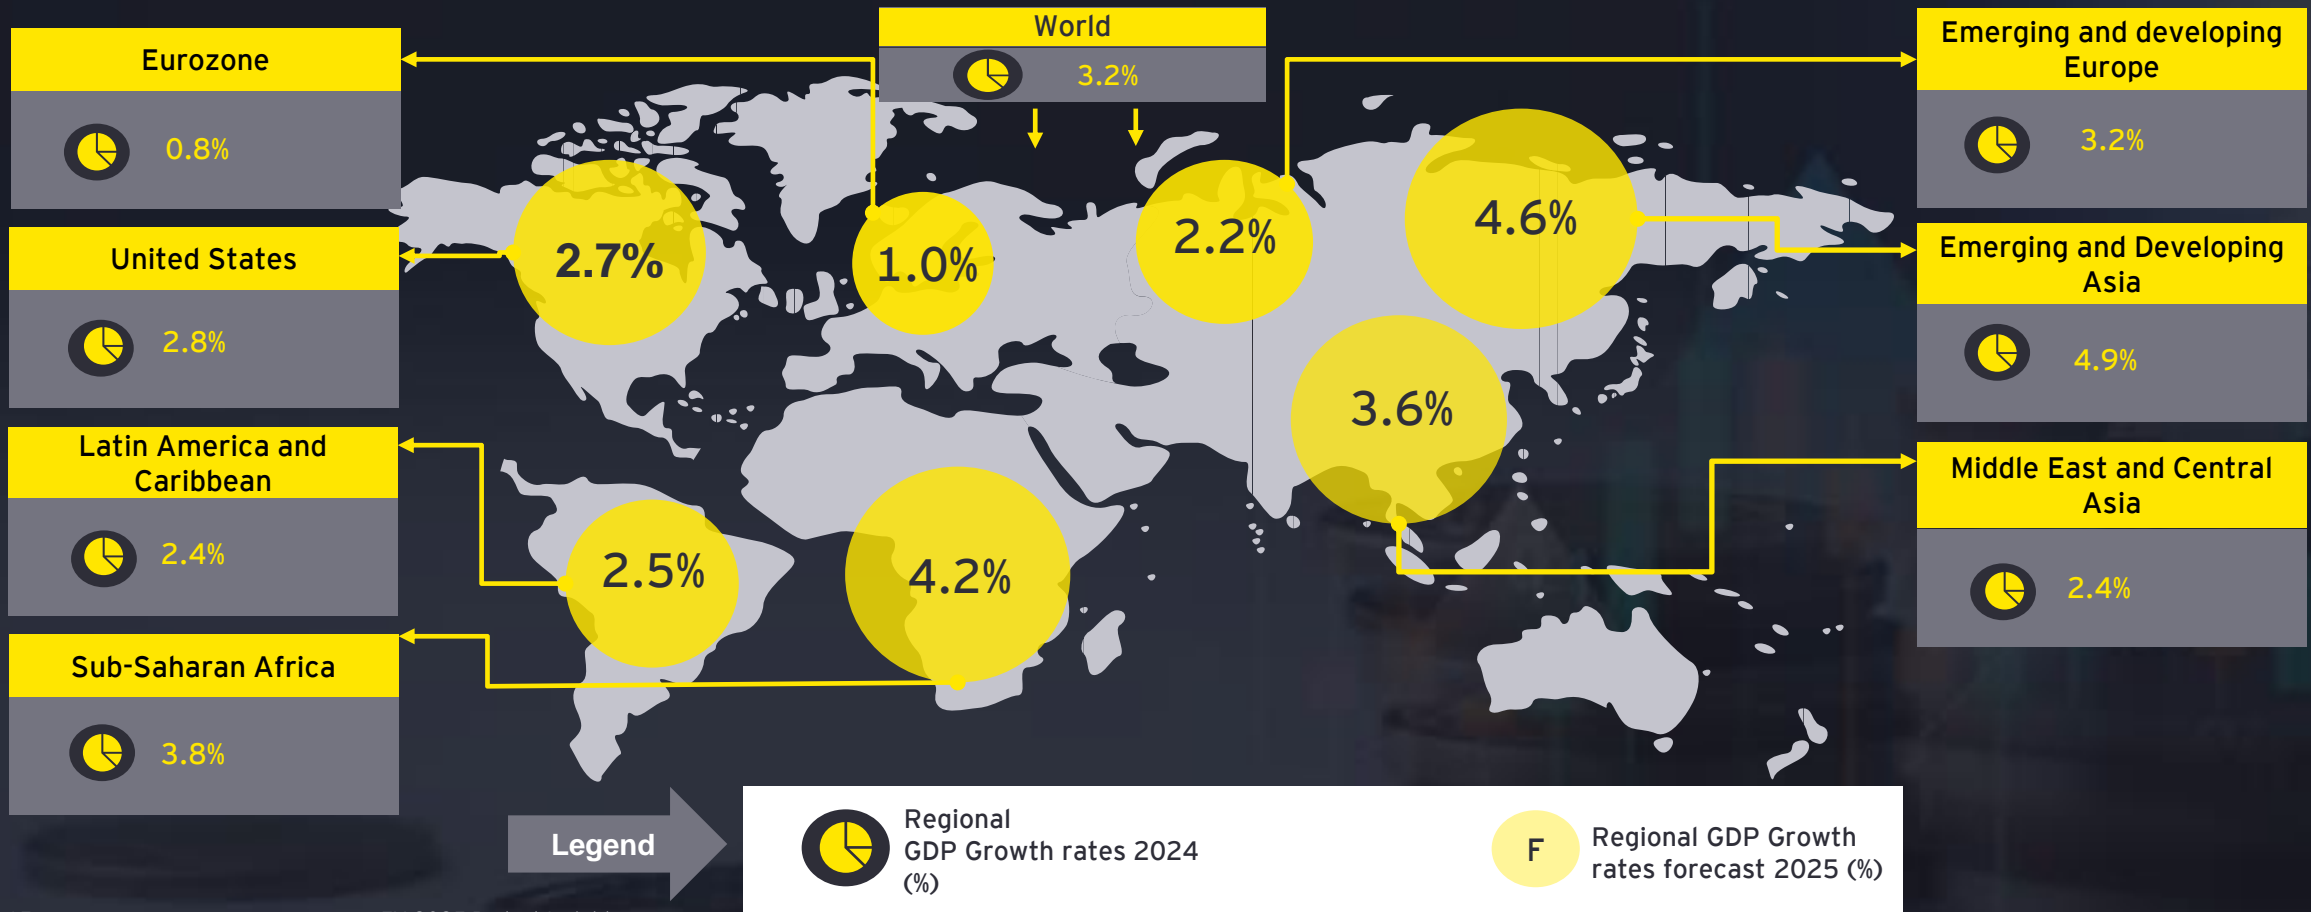 World
3.2%
Eurozone
0.8%
United States
2.8%
Latin America and
Caribbean
2.4%
Sub-Saharan Africa
3.8%
2.7%
1.0%
2.2%
4.6%
3.6%
2.5%
4.2%
Emerging and developing
Europe
3.2%
Emerging and Developing
Asia
4.9%
Middle East and Central
Asia
2.4%
Legend
Regional
GDP Growth rates 2024
(%)
F
Regional GDP Growth
rates forecast 2025 (%)